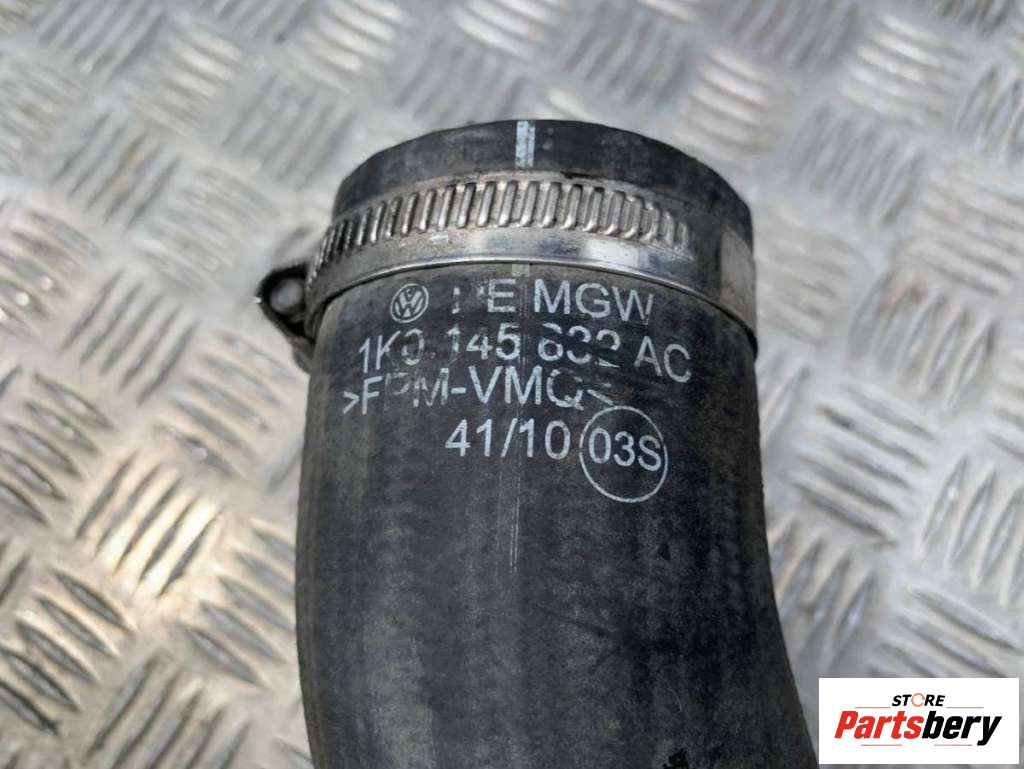 MGW
1K0 145 832 AC
>FPM-VMQ<
41/10 03S
STORE
Partsbery